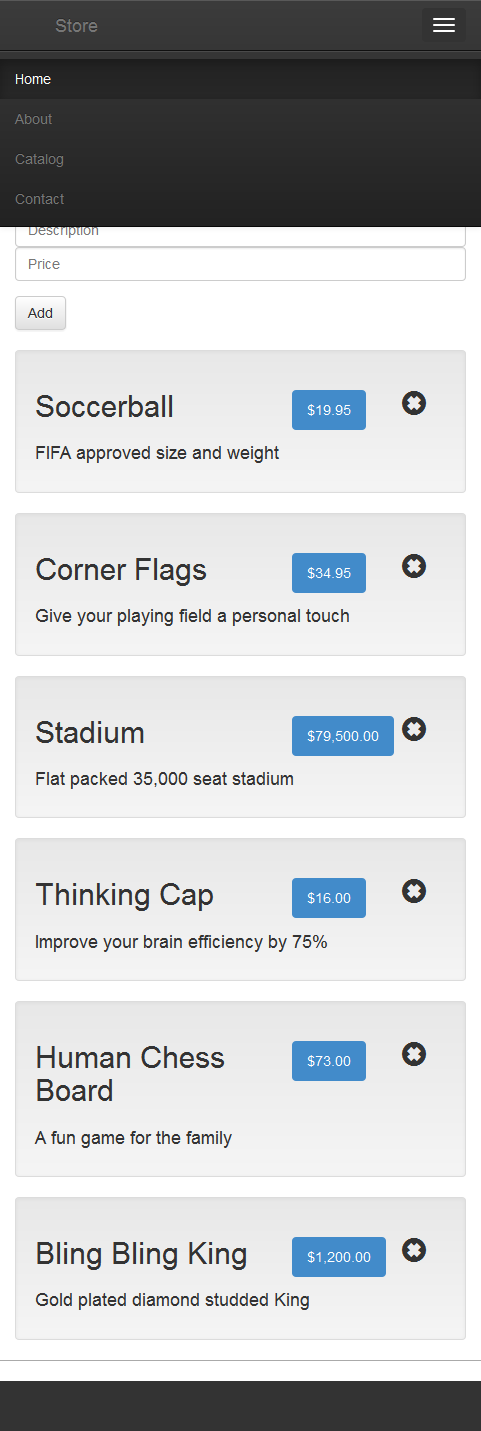 Store
Home
About
Catalog
Contact
Description
Price
Add
Soccerball
$19.95
FIFA approved size and weight
Corner Flags
$34.95
Give your playing field a personal touch
Stadium
$79,500.00
Flat packed 35,000 seat stadium
Thinking Cap
$16.00
Improve your brain efficiency by 75%
Human Chess
Board
$73.00
A fun game for the family
Bling Bling King
$1,200.00
Gold plated diamond studded King